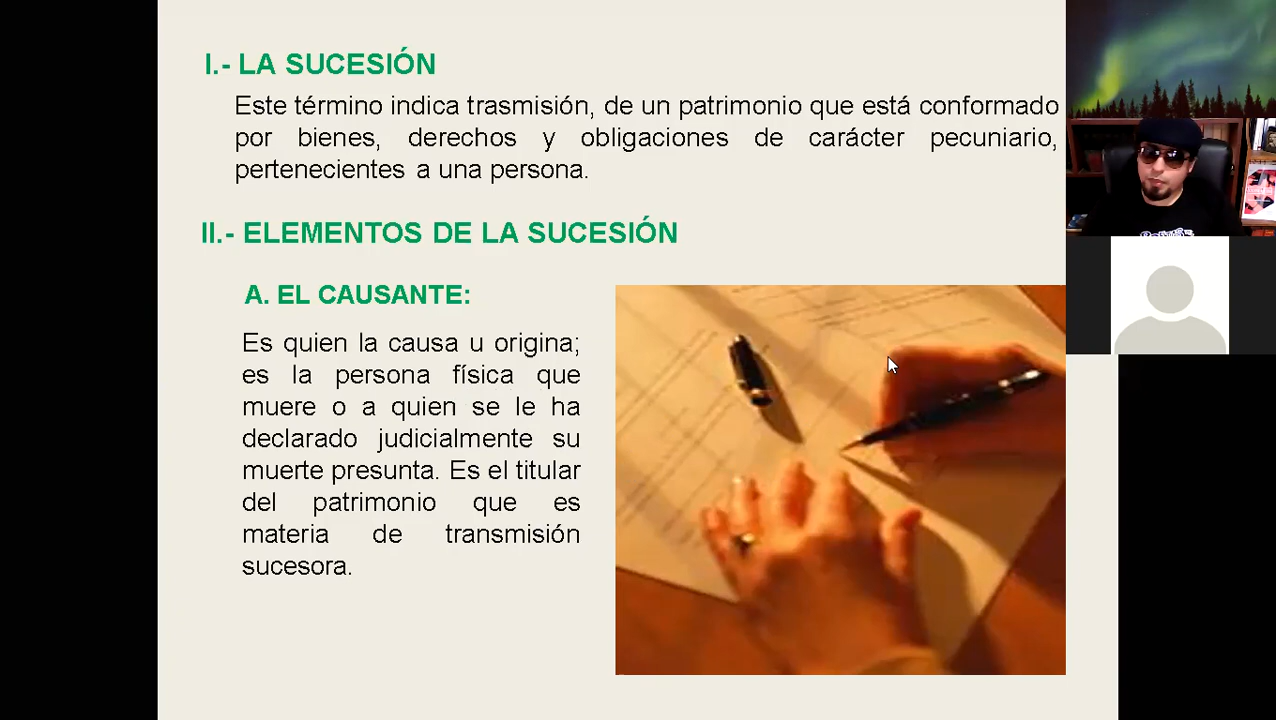 I.- LA SUCESIÓN
Este término indica trasmisión, de un patrimonio que está conformado
por bienes, derechos y obligaciones de carácter pecuniario,
pertenecientes a una persona.
II.- ELEMENTOS DE LA SUCESIÓN
A. EL CAUSANTE:
Es quien la causa u origina;
es la persona física que
muere o a quien se le ha
declarado judicialmente su
muerte presunta. Es el titular
del patrimonio que es
materia de transmisión
sucesora.